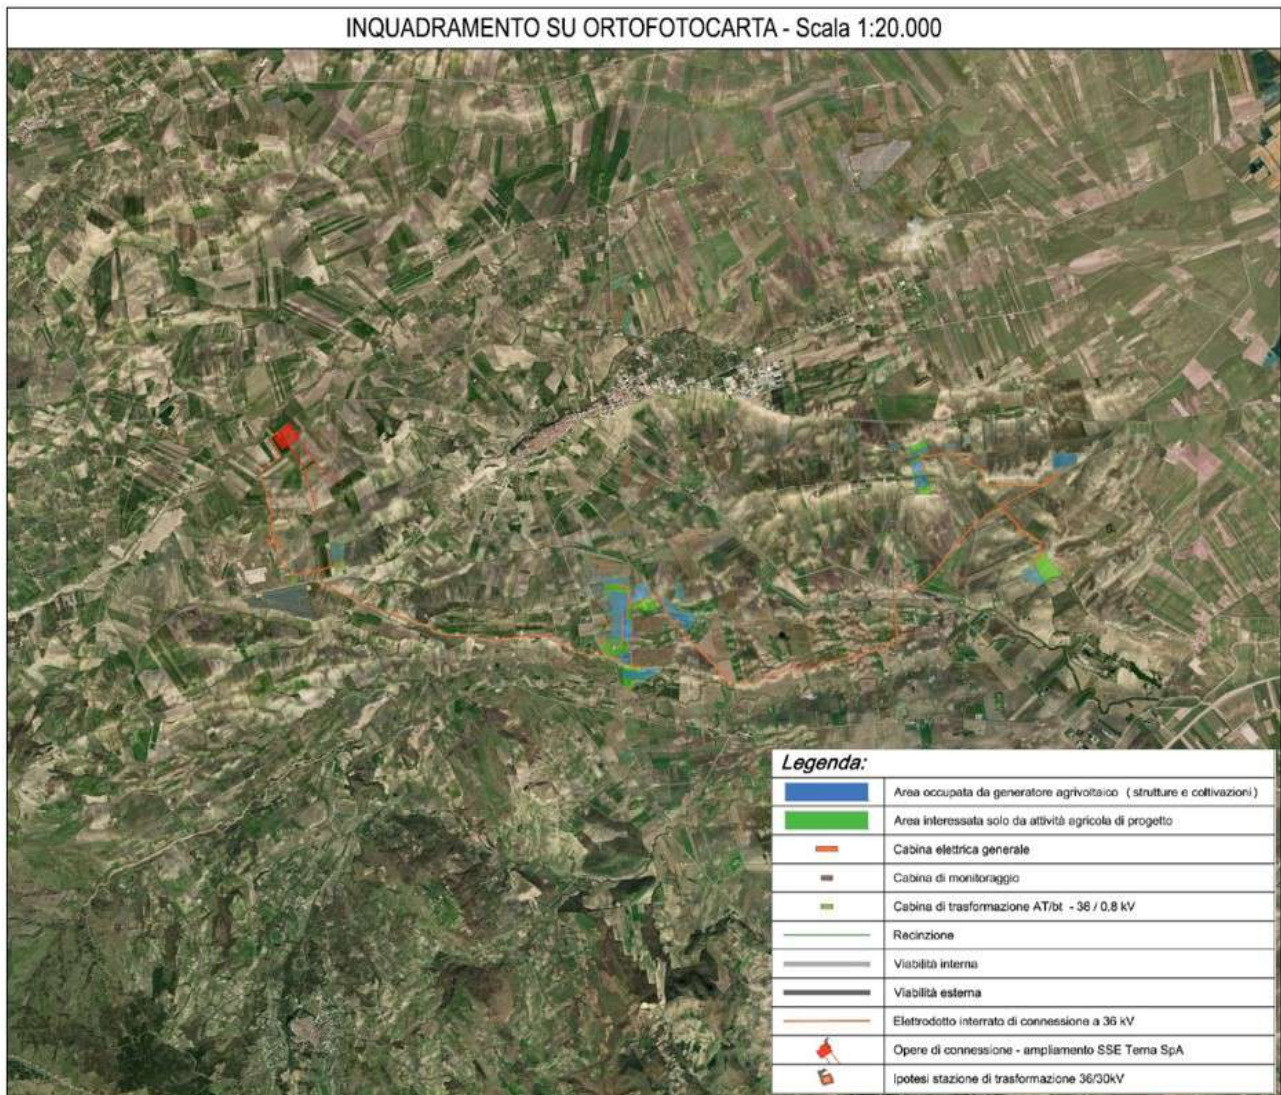 INQUADRAMENTO SU ORTOFOTOCARTA - Scala 1:20.000
Legenda:
Area occupata da generatore agrivoltaico ( strutture e coltivazioni )
Area interessata solo da attività agricola di progetto
Cabina elettrica generale
Cabina di monitoraggio
Cabina di trasformazione AT/bt - 36 / 0,8 kV
Recinzione
Viabilità interna
Viabilità esterna
Elettrodotto interrato di connessione a 36 kV
Opere di connessione - ampliamento SSE Terna SpA
Ipotesi stazione di trasformazione 36/30kV